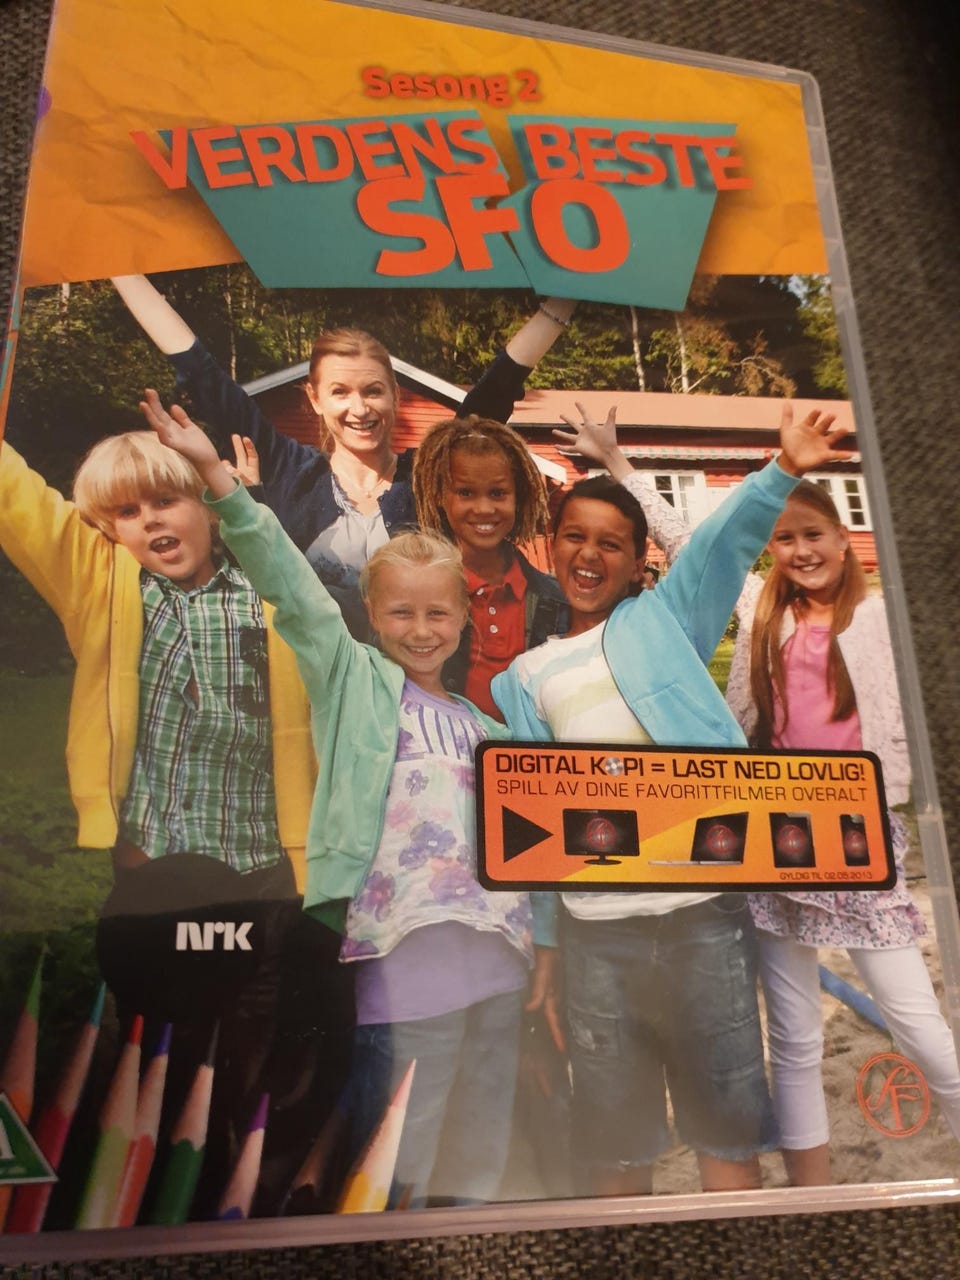 Sesong 2
VERDENS BESTE
SFO
DIGITAL KOPI = LAST NED LOVLIG!
SPILL AV DINE FAVORITTFILMER OVERALT
GYLDIG TIL 02.05.2013
NRK
SF